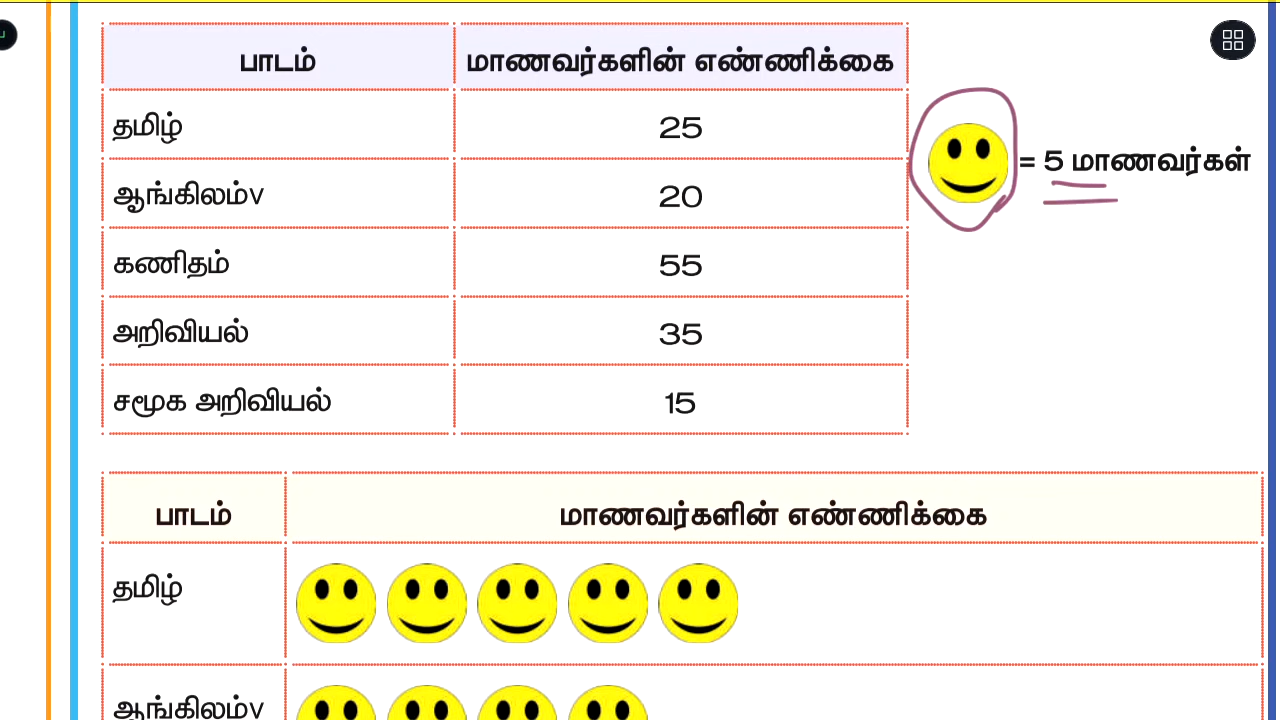 பாடம் மாணவர்களின் எண்ணிக்கை
தமிழ் 25
= 5 மாணவர்கள்
ஆங்கிலம்v 20
கணிதம் 55
அறிவியல் 35
சமூக அறிவியல் 15
பாடம் மாணவர்களின் எண்ணிக்கை
தமிழ்
ஆங்கிலம்v